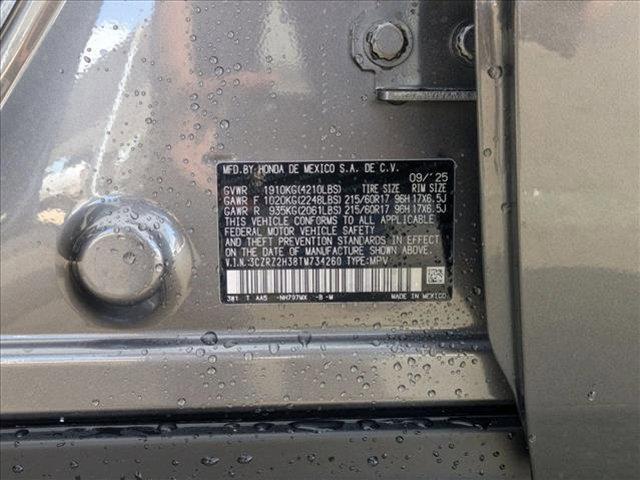 MFD.BY HONDA DE MEXICO S.A. DE C.V.
09/'25
GVWR 1910KG(4210LBS) TIRE SIZE RIM SIZE
GAWR F 1020KG(2248LBS) 215/60R17 96H 17X6.5J
GAWR R 935KG(2061LBS) 215/60R17 96H 17X6.5J
THIS VEHICLE CONFORMS TO ALL APPLICABLE
FEDERAL MOTOR VEHICLE SAFETY AND
THEFT PREVENTION STANDARDS IN EFFECT
ON THE DATE OF MANUFACTURE SHOWN ABOVE.
V.I.N.:3CZRZ2H38TM734260 TYPE:MPV
3W1 T AA5 -NH797MX -B -W MADE IN MEXICO